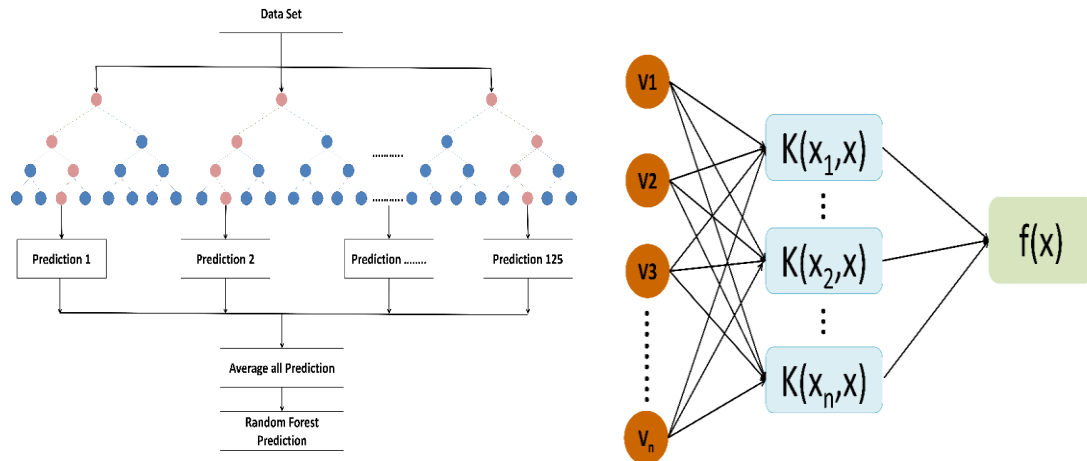 Data Set
...........
...........
Prediction 1
Prediction 2
Prediction ........
Prediction 125
Average all Prediction
Random Forest
Prediction
V1
V2
V3
Vn
K(x1,x)
K(x2,x)
K(xn,x)
f(x)